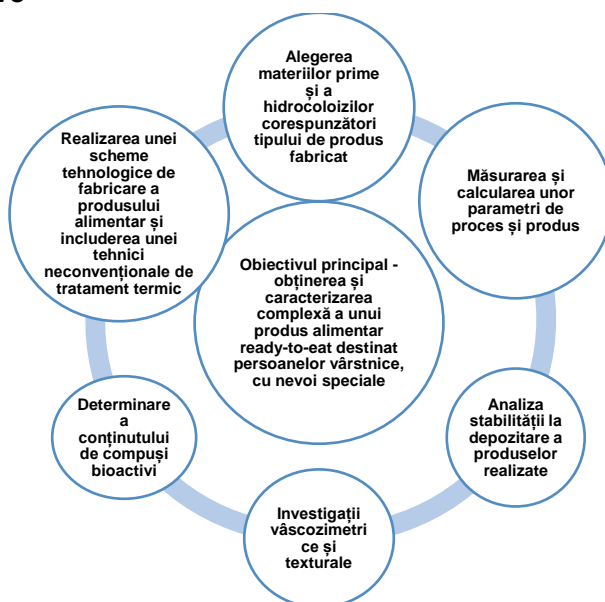 Alegerea
materiilor prime
și a
hidrocoloizilor
corespunzători
tipului de produs
fabricat
Măsurarea și
calcularea unor
parametri de
proces și produs
Analiza
stabilității la
depozitare a
produselor
realizate
Investigații
vâscozimetri
ce și
texturale
Determinare
a
conținutului
de compuși
bioactivi
Realizarea unei
scheme
tehnologice de
fabricare a
produsului
alimentar și
includerea unei
tehnici
neconvenționale de
tratament termic
Obiectivul principal -
obținerea și
caracterizarea
complexă a unui
produs alimentar
ready-to-eat destinat
persoanelor vârstnice,
cu nevoi speciale